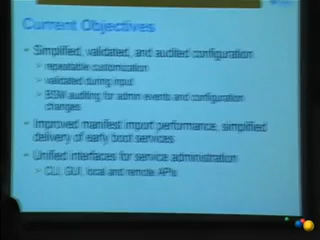 Current Objectives
Simplified, validated, and audited configuration
repeatable customization
validated during input
BSM auditing for admin events and configuration
changes
Improved manifest import performance, simplified
delivery of early boot services
Unified interfaces for service administration
CLI, GUI, local and remote APIs